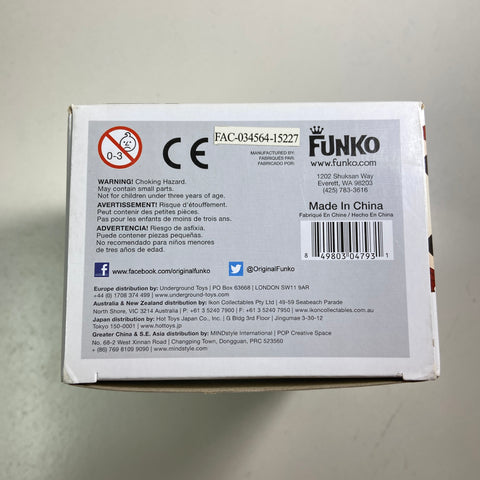 FAC-034564-15227
0-3
CE
MANUFACTURED BY:
FABRIQUÉS PAR:
FABRICADO POR:
FUNKO
www.funko.com
1202 Shuksan Way
Everett, WA 98203
(425) 783-3616
WARNING! Choking Hazard.
May contain small parts.
Not for children under three years of age.
AVERTISSEMENT! Risque d'étouffement.
Peut contenir des petites pièces.
Pas pour les enfants de moins de trois ans.
ADVERTENCIA! Riesgo de asfixia.
Puede contener piezas pequeñas.
No recomendado para niños menores
de tres años de edad.
Made In China
Fabriqué En Chine / Hecho En China
8 49803 04793 1
www.facebook.com/originalfunko
@OriginalFunko
Europe distribution by: Underground Toys | PO Box 63668 | LONDON SW11 9AR
+44 (0) 1708 374 499 | www.underground-toys.com
Australia & New Zealand distribution by: Ikon Collectables Pty Ltd | 49-59 Seabeach Parade
North Shore, VIC 3214 Australia | P: +61 3 5240 7900 | F: +61 3 5240 7950 | www.ikoncollectables.com.au
Japan distribution by: Hot Toys Japan Co., Inc. | G Bldg 3rd Floor | Jingumae 3-30-12
Tokyo 150-0001 | www.hottoys.jp
Greater China & S.E. Asia distribution by: MINDstyle International | POP Creative Space
No. 68-2 West Xinnan Road | Changping Town, Dongguan, PRC 523560
+ (86) 769 8109 9090 | www.mindstyle.com